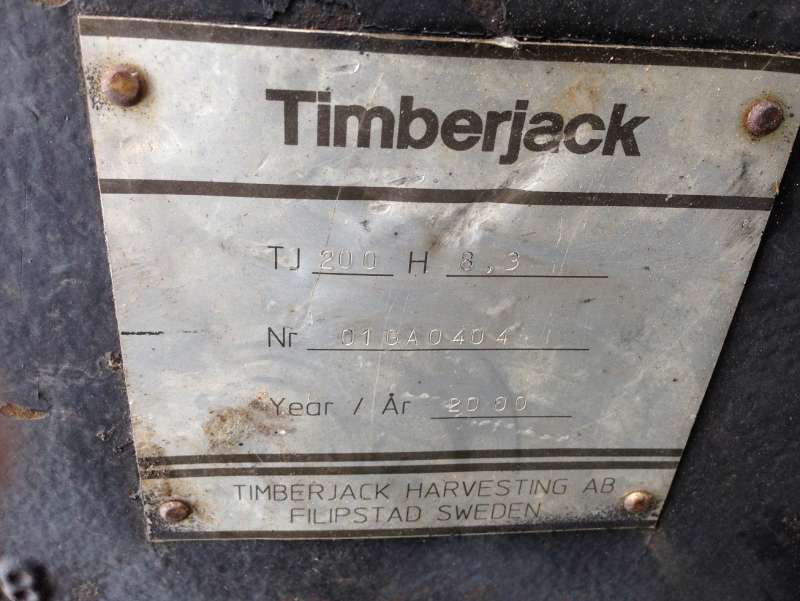 Timberjack
TJ 200 H 8,3
Nr 01GA0404
Year / År 2000
TIMBERJACK HARVESTING AB
FILIPSTAD SWEDEN